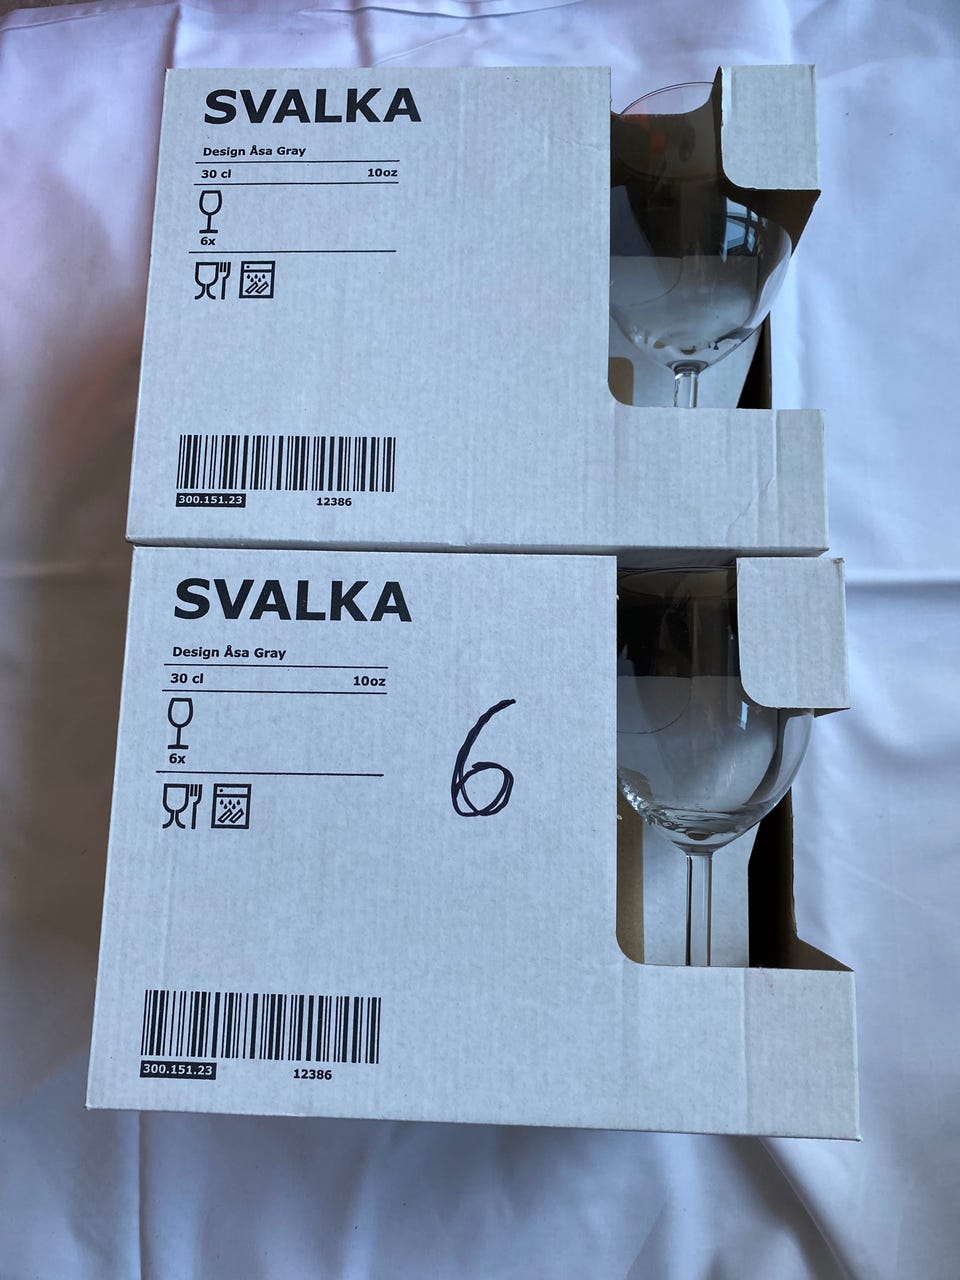 SVALKA
Design Åsa Gray
30 cl 10oz
6x
300.151.23 12386
SVALKA
Design Åsa Gray
30 cl 10oz
6x
6
300.151.23 12386